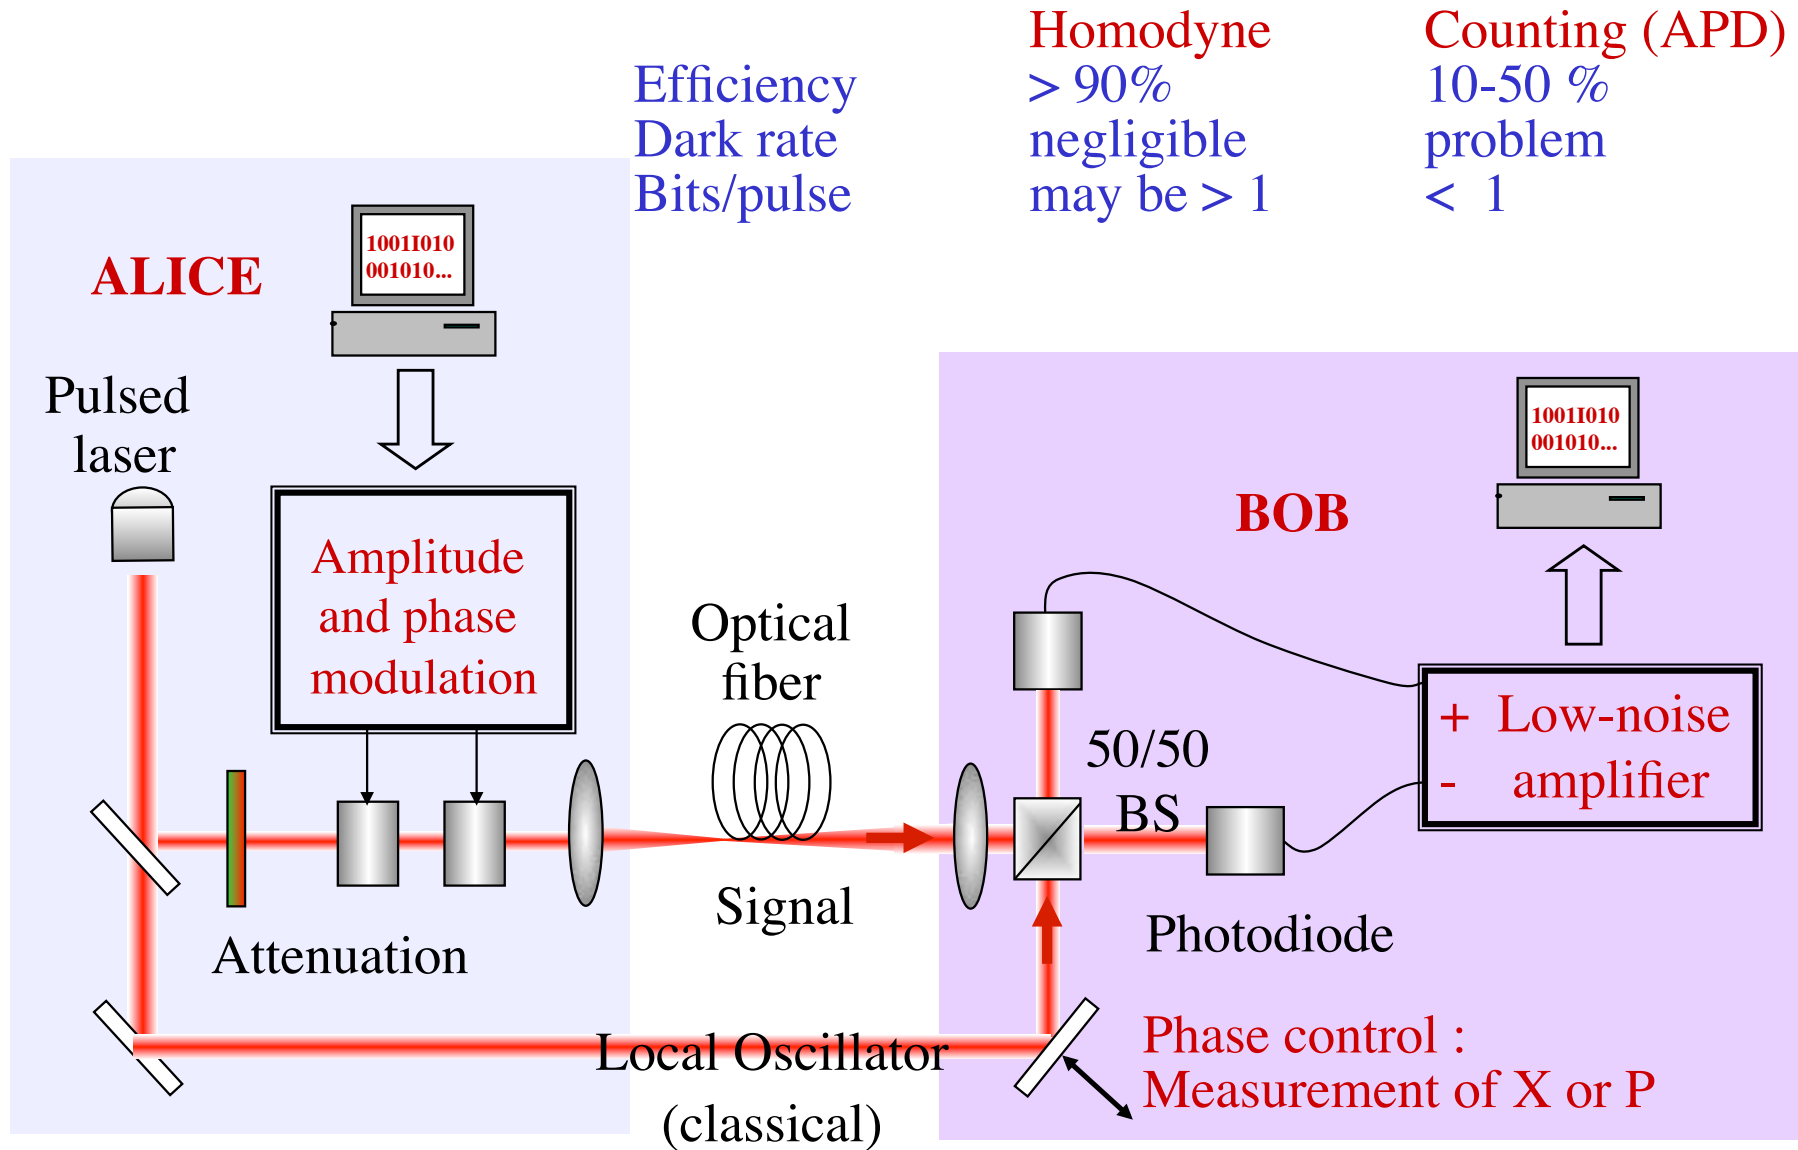 Homodyne Counting (APD)
Efficiency > 90% 10-50 %
Dark rate negligible problem
Bits/pulse may be > 1 < 1
ALICE
1001I010
001010...
Pulsed
laser
Amplitude
and phase
modulation
Attenuation
Optical
fiber
Signal
Local Oscillator
(classical)
BOB
1001I010
001010...
+ Low-noise
- amplifier
50/50
BS
Photodiode
Phase control :
Measurement of X or P